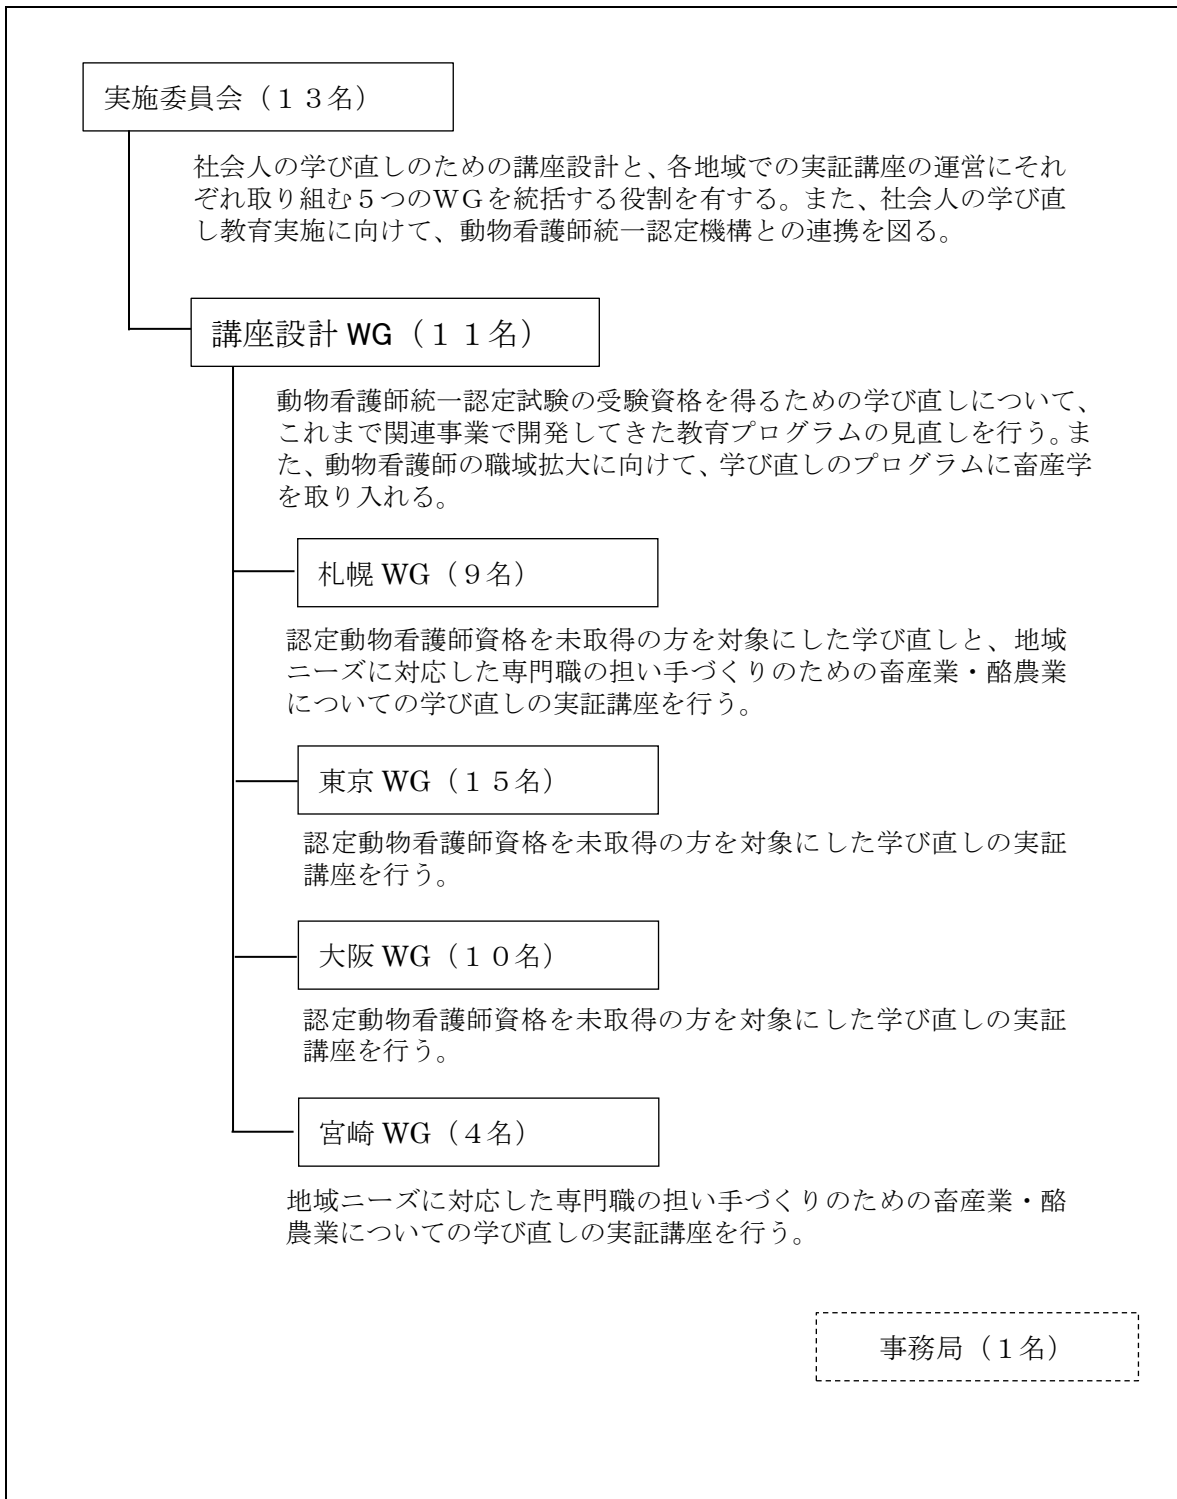 実施委員会（１３名）
社会人の学び直しのための講座設計と、各地域での実証講座の運営にそれ
ぞれ取り組む５つのＷＧを統括する役割を有する。また、社会人の学び直
し教育実施に向けて、動物看護師統一認定機構との連携を図る。
講座設計 WG（１１名）
動物看護師統一認定試験の受験資格を得るための学び直しについて、
これまで関連事業で開発してきた教育プログラムの見直しを行う。ま
た、動物看護師の職域拡大に向けて、学び直しのプログラムに畜産学
を取り入れる。
札幌 WG（９名）
認定動物看護師資格を未取得の方を対象にした学び直しと、地域
ニーズに対応した専門職の担い手づくりのための畜産業・酪農業
についての学び直しの実証講座を行う。
東京 WG（１５名）
認定動物看護師資格を未取得の方を対象にした学び直しの実証
講座を行う。
大阪 WG（１０名）
認定動物看護師資格を未取得の方を対象にした学び直しの実証
講座を行う。
宮崎 WG（４名）
地域ニーズに対応した専門職の担い手づくりのための畜産業・酪
農業についての学び直しの実証講座を行う。
事務局（１名）